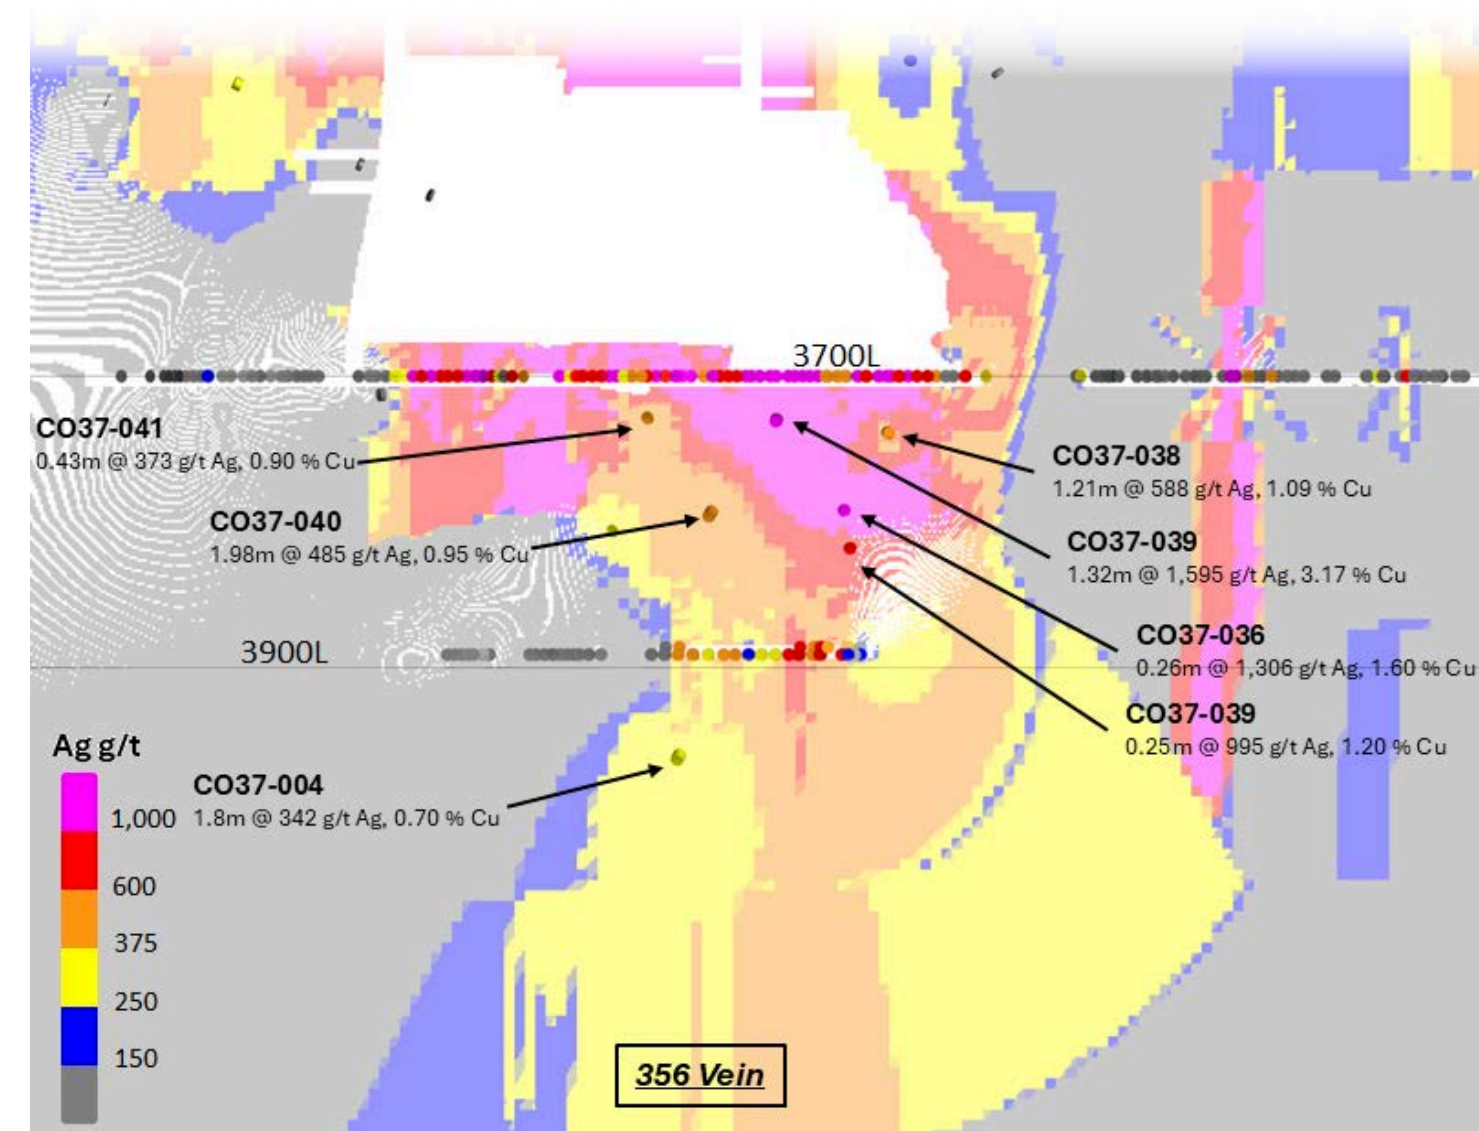 3700L
CO37-041
0.43m @ 373 g/t Ag, 0.90 % Cu
CO37-038
1.21m @ 588 g/t Ag, 1.09 % Cu
CO37-040
1.98m @ 485 g/t Ag, 0.95 % Cu
CO37-039
1.32m @ 1,595 g/t Ag, 3.17 % Cu
CO37-036
0.26m @ 1,306 g/t Ag, 1.60 % Cu
3900L
CO37-039
0.25m @ 995 g/t Ag, 1.20 % Cu
CO37-004
1.8m @ 342 g/t Ag, 0.70 % Cu
Ag g/t
1,000
600
375
250
150
356 Vein